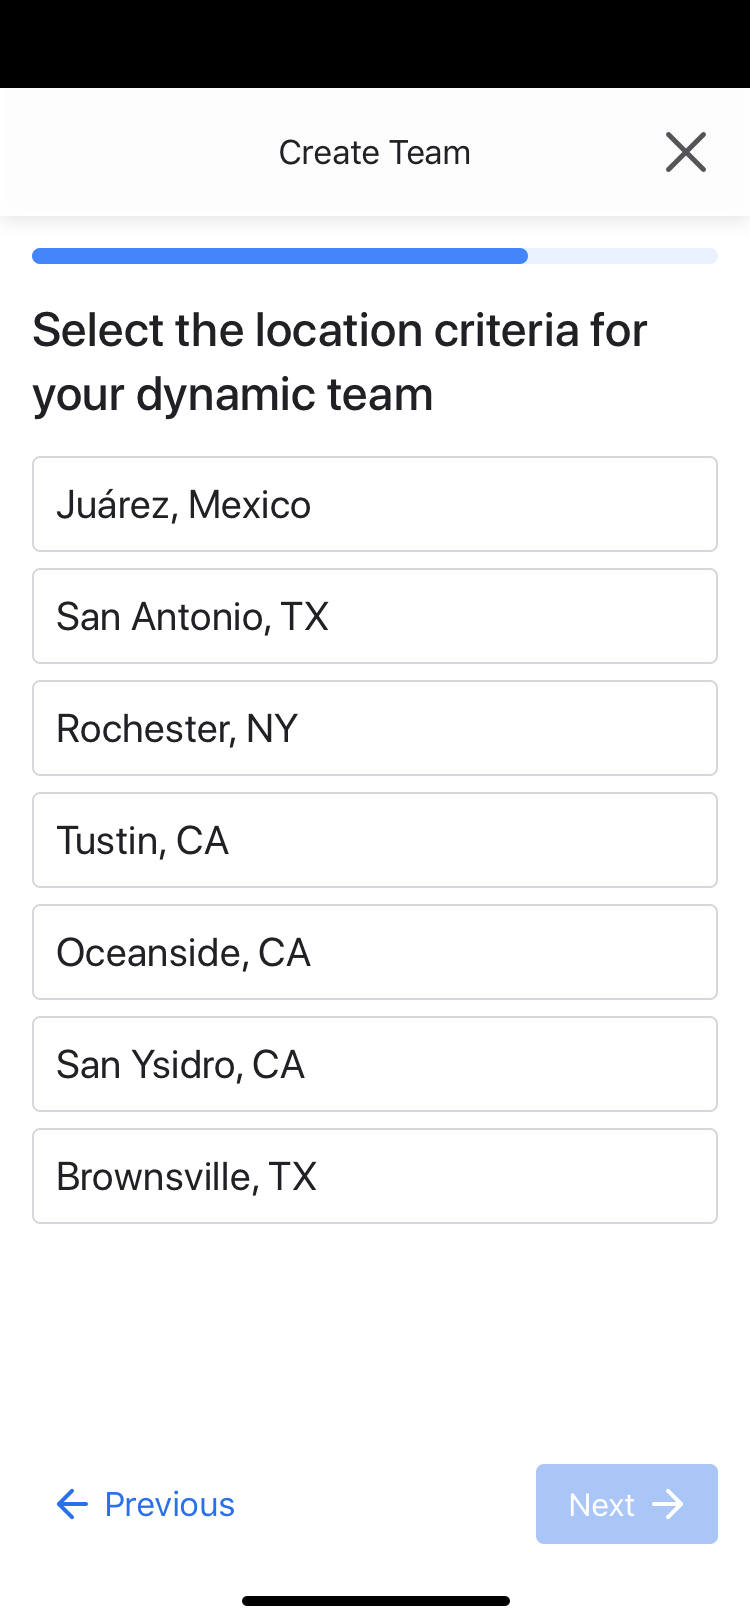 Create Team
Select the location criteria for
your dynamic team
Juárez, Mexico
San Antonio, TX
Rochester, NY
Tustin, CA
Oceanside, CA
San Ysidro, CA
Brownsville, TX
Previous
Next